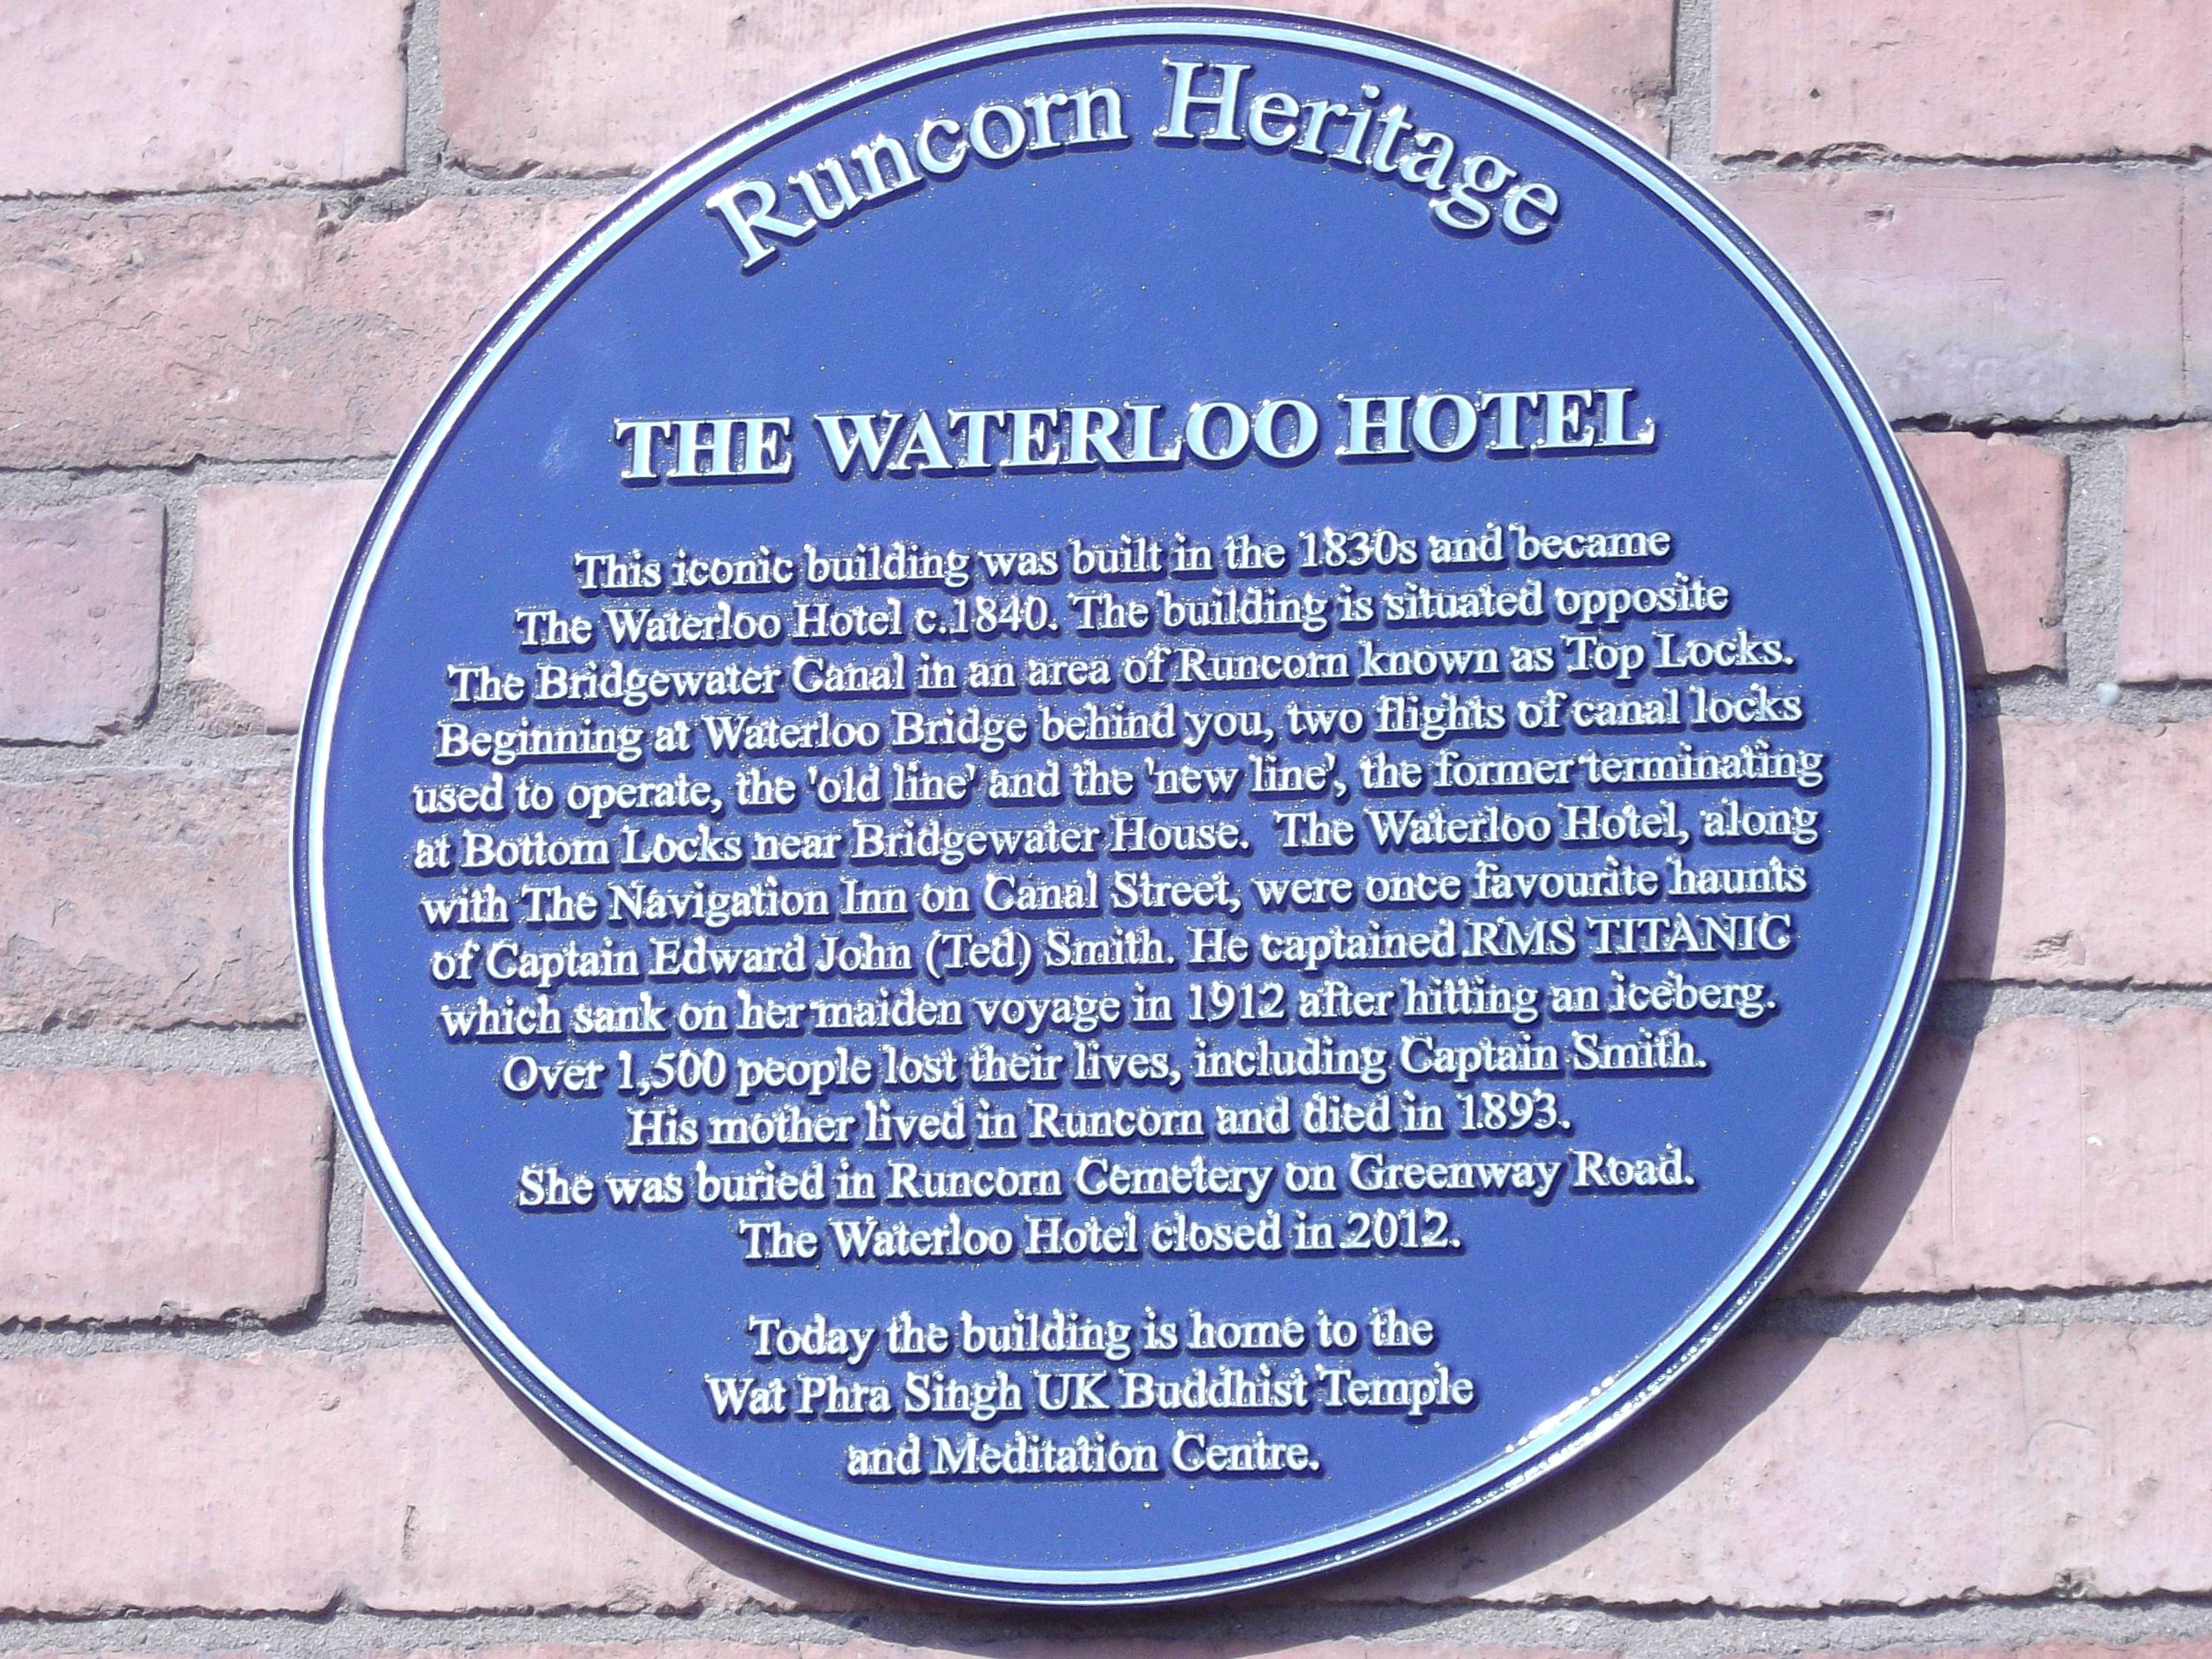 Runcorn Heritage
THE WATERLOO HOTEL
This iconic building was built in the 1830s and became
The Waterloo Hotel c.1840. The building is situated opposite
The Bridgewater Canal in an area of Runcorn known as Top Locks.
Beginning at Waterloo Bridge behind you, two flights of canal locks
used to operate, the 'old line' and the 'new line', the former terminating
at Bottom Locks near Bridgewater House. The Waterloo Hotel, along
with The Navigation Inn on Canal Street, were once favourite haunts
of Captain Edward John (Ted) Smith. He captained RMS TITANIC
which sank on her maiden voyage in 1912 after hitting an iceberg.
Over 1,500 people lost their lives, including Captain Smith.
His mother lived in Runcorn and died in 1893.
She was buried in Runcorn Cemetery on Greenway Road.
The Waterloo Hotel closed in 2012.
Today the building is home to the
Wat Phra Singh UK Buddhist Temple
and Meditation Centre.